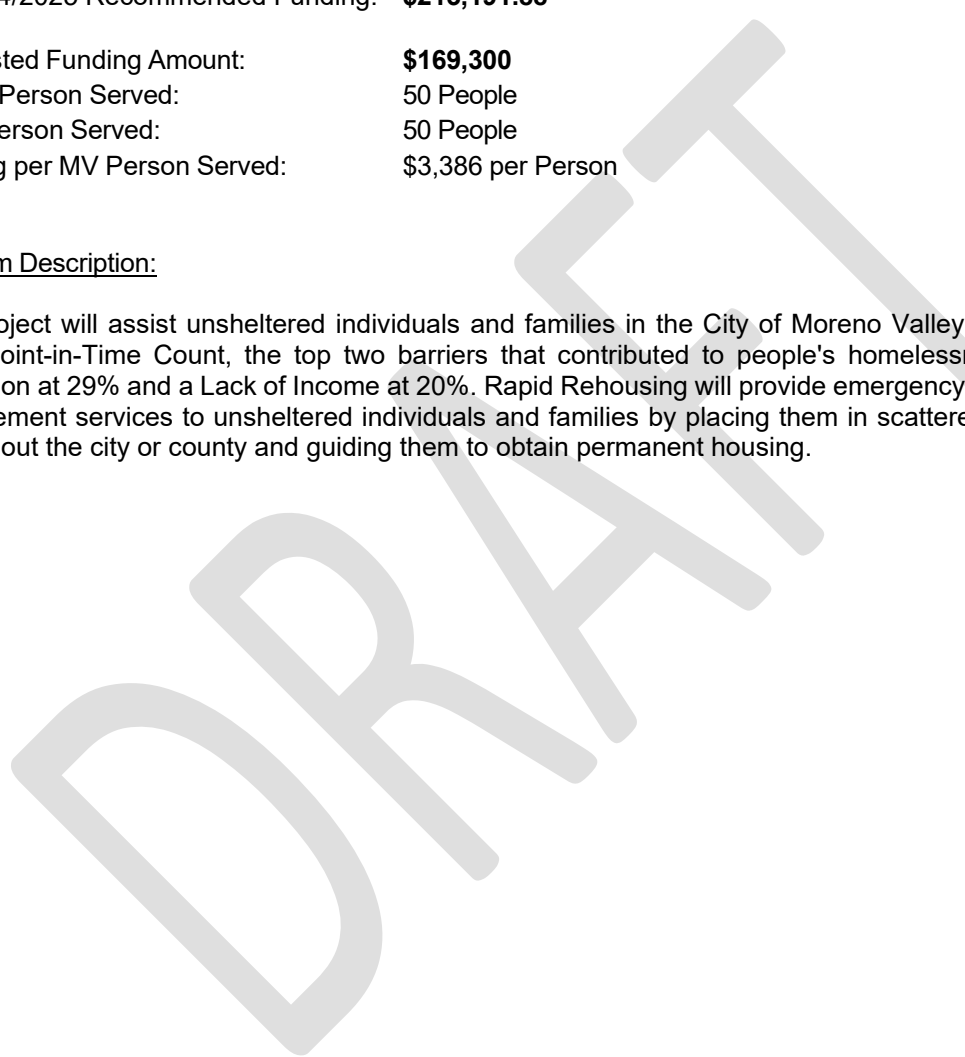 Recommended Funding:
sted Funding Amount: $169,300
Person Served: 50 People
erson Served: 50 People
g per MV Person Served: $3,386 per Person
m Description:
oject will assist unsheltered individuals and families in the City of Moreno Valley
oint-in-Time Count, the top two barriers that contributed to people's homelessn
on at 29% and a Lack of Income at 20%. Rapid Rehousing will provide emergency
ement services to unsheltered individuals and families by placing them in scattere
out the city or county and guiding them to obtain permanent housing.
DRAFT